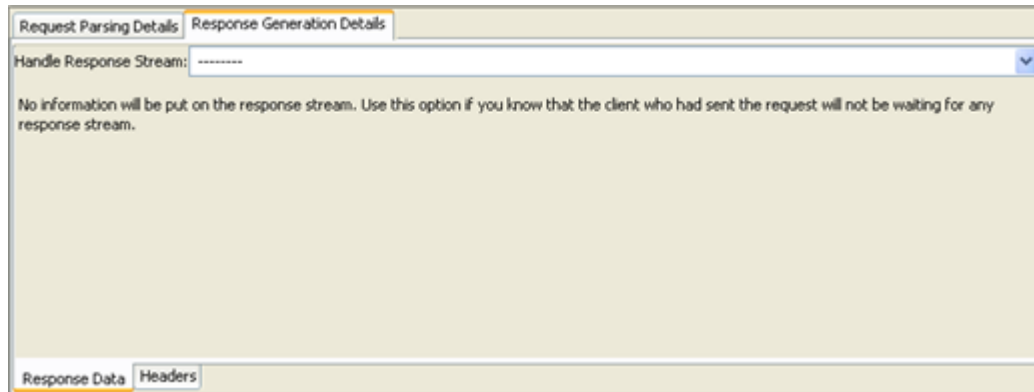 Request Parsing Details Response Generation Details
Handle Response Stream: --------
No information will be put on the response stream. Use this option if you know that the client who had sent the request will not be waiting for any
response stream.
Response Data Headers